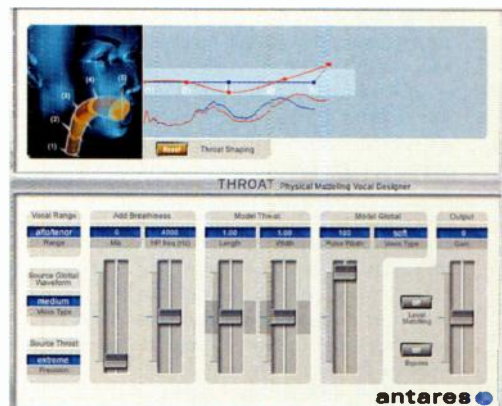 (1)
(2)
(3)
(4)
(5)
Reset Throat Shaping
THROAT Physical Modelling Vocal Designer
Vocal Range
alto/tenor
Range
Source Glottal Waveform
medium
Voice Type
Source Throat
extreme
Precision
Add Breathiness
0 4000
Mix HP freq (Hz)
Model Throat
1.00 1.00
Length Width
Model Global
100 soft
Pulse Width Voice Type
Output
0
Gain
Level Matching
Bypass
antares